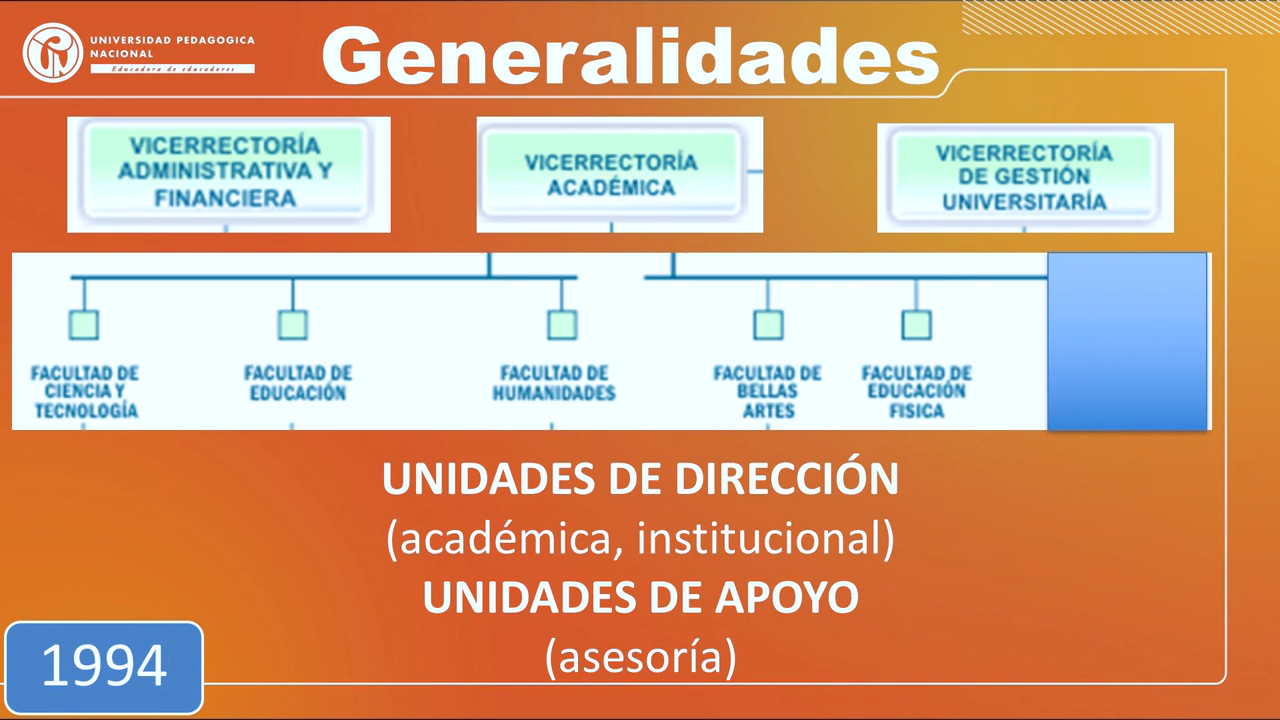 UNIVERSIDAD PEDAGOGICA
NACIONAL
Educadora de educadores
Generalidades
VICERRECTORÍA
ADMINISTRATIVA Y
FINANCIERA
VICERRECTORÍA
ACADÉMICA
VICERRECTORÍA
DE GESTIÓN
UNIVERSITARÍA
FACULTAD DE
CIENCIA Y
TECNOLOGÍA
FACULTAD DE
EDUCACIÓN
FACULTAD DE
HUMANIDADES
FACULTAD DE
BELLAS
ARTES
FACULTAD DE
EDUCACIÓN
FISICA
UNIDADES DE DIRECCIÓN
(académica, institucional)
UNIDADES DE APOYO
(asesoría)
1994